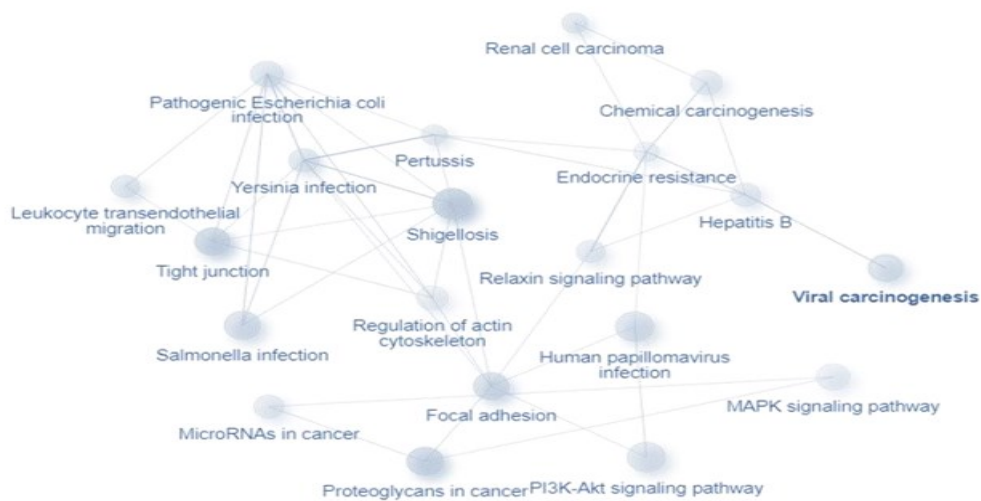 Renal cell carcinoma
Pathogenic Escherichia coli
infection
Chemical carcinogenesis
Pertussis
Yersinia infection
Endocrine resistance
Leukocyte transendothelial
migration
Shigellosis
Hepatitis B
Tight junction
Relaxin signaling pathway
Viral carcinogenesis
Regulation of actin
cytoskeleton
Salmonella infection
Human papillomavirus
infection
Focal adhesion
MAPK signaling pathway
MicroRNAs in cancer
Proteoglycans in cancer
PI3K-Akt signaling pathway